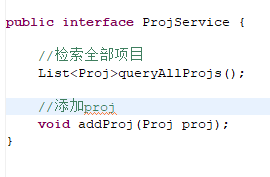 public interface ProjService {
//检索全部项目
List<Proj>queryAllProjs();
//添加proj
void addProj(Proj proj);
}